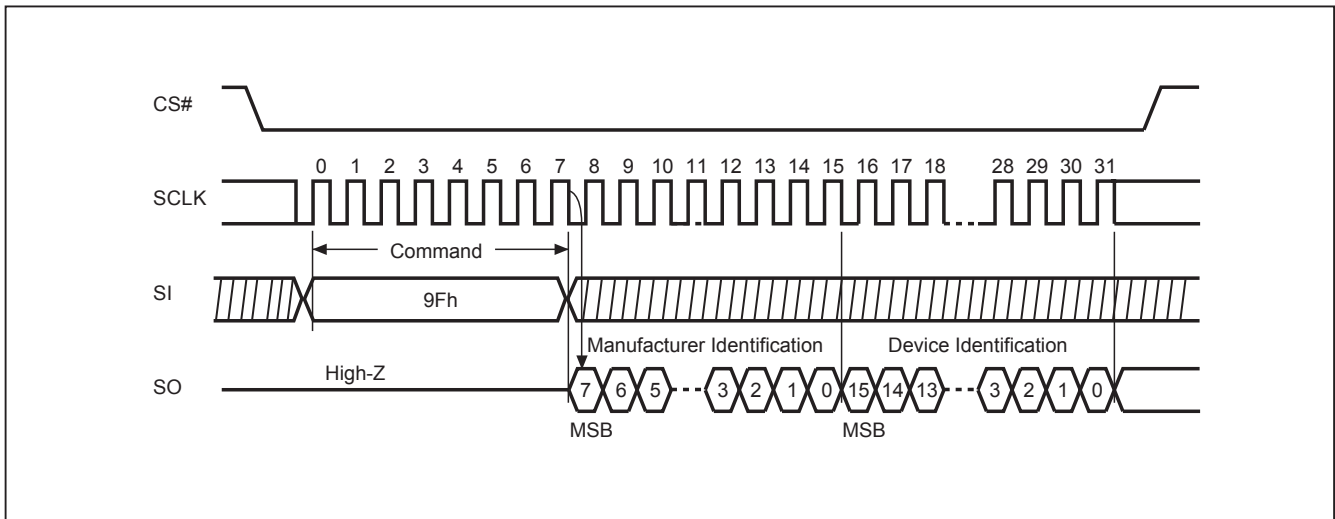 CS#
0 1 2 3 4 5 6 7 8 9 10 11 12 13 14 15 16 17 18 28 29 30 31
SCLK
Command
SI
9Fh
Manufacturer Identification Device Identification
High-Z
SO
7 6 5 3 2 1 0 15 14 13 3 2 1 0
MSB MSB